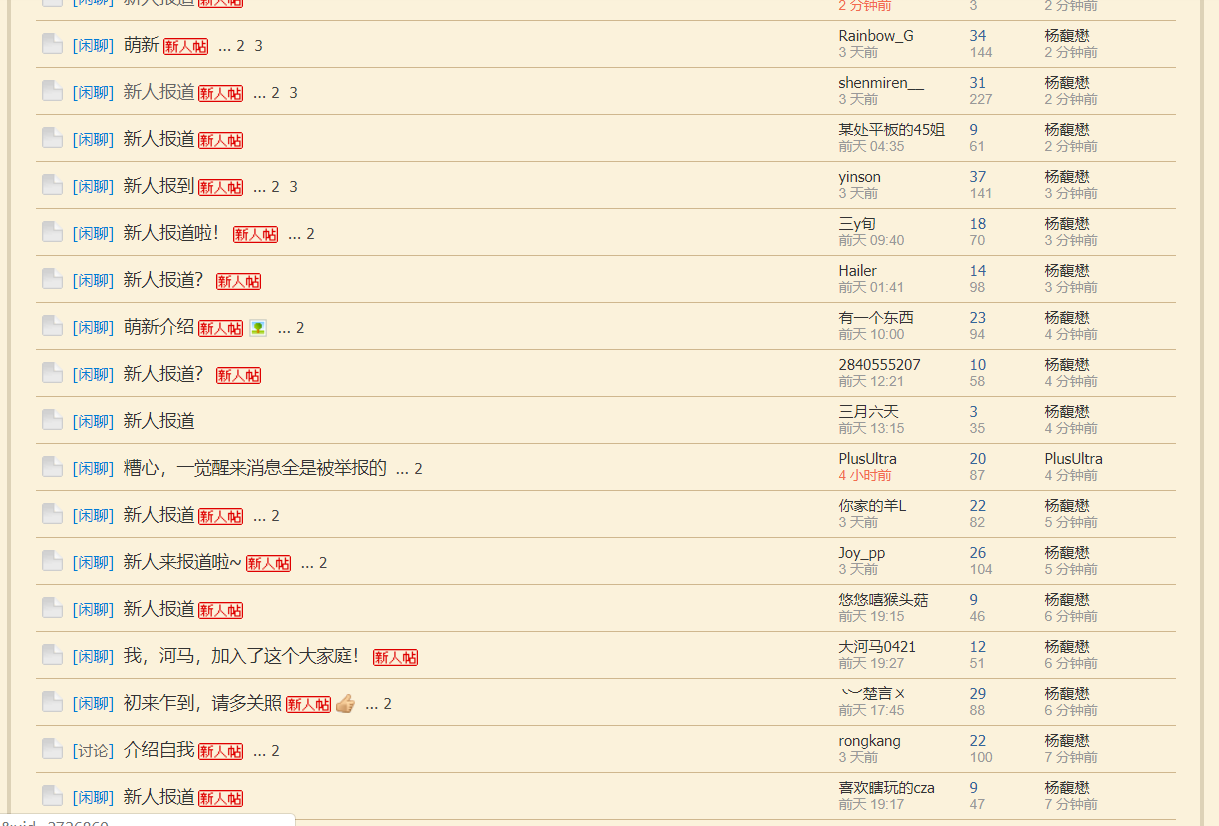 [闲聊] 新人报道 新人帖
2 分钟前 3 2 分钟前
[闲聊] 萌新 新人帖 ... 2 3 Rainbow_G 34 杨馥懋
3 天前 144 2 分钟前
[闲聊] 新人报道 新人帖 ... 2 3 shenmiren__ 31 杨馥懋
3 天前 227 2 分钟前
[闲聊] 新人报道 新人帖 某处平板的45姐 9 杨馥懋
前天 04:35 61 2 分钟前
[闲聊] 新人报到 新人帖 ... 2 3 yinson 37 杨馥懋
3 天前 141 3 分钟前
[闲聊] 新人报道啦! 新人帖 ... 2 三y旬 18 杨馥懋
前天 09:40 70 3 分钟前
[闲聊] 新人报道? 新人帖 Hailer 14 杨馥懋
前天 01:41 98 3 分钟前
[闲聊] 萌新介绍 新人帖 ... 2 有一个东西 23 杨馥懋
前天 10:00 94 4 分钟前
[闲聊] 新人报道? 新人帖 2840555207 10 杨馥懋
前天 12:21 58 4 分钟前
[闲聊] 新人报道 三月六天 3 杨馥懋
前天 13:15 35 4 分钟前
[闲聊] 糟心，一觉醒来消息全是被举报的 ... 2 PlusUltra 20 PlusUltra
4 小时前 87 4 分钟前
[闲聊] 新人报道 新人帖 ... 2 你家的羊L 22 杨馥懋
3 天前 82 5 分钟前
[闲聊] 新人来报道啦~ 新人帖 ... 2 Joy_pp 26 杨馥懋
3 天前 104 5 分钟前
[闲聊] 新人报道 新人帖 悠悠嘻猴头菇 9 杨馥懋
前天 19:15 46 6 分钟前
[闲聊] 我，河马，加入了这个大家庭! 新人帖 大河马0421 12 杨馥懋
前天 19:27 51 6 分钟前
[闲聊] 初来乍到，请多关照 新人帖 ... 2 ︶楚言ㄨ 29 杨馥懋
前天 17:45 88 6 分钟前
[讨论] 介绍自我 新人帖 ... 2 rongkang 22 杨馥懋
3 天前 100 7 分钟前
[闲聊] 新人报道 新人帖 喜欢瞎玩的cza 9 杨馥懋
前天 19:17 47 7 分钟前